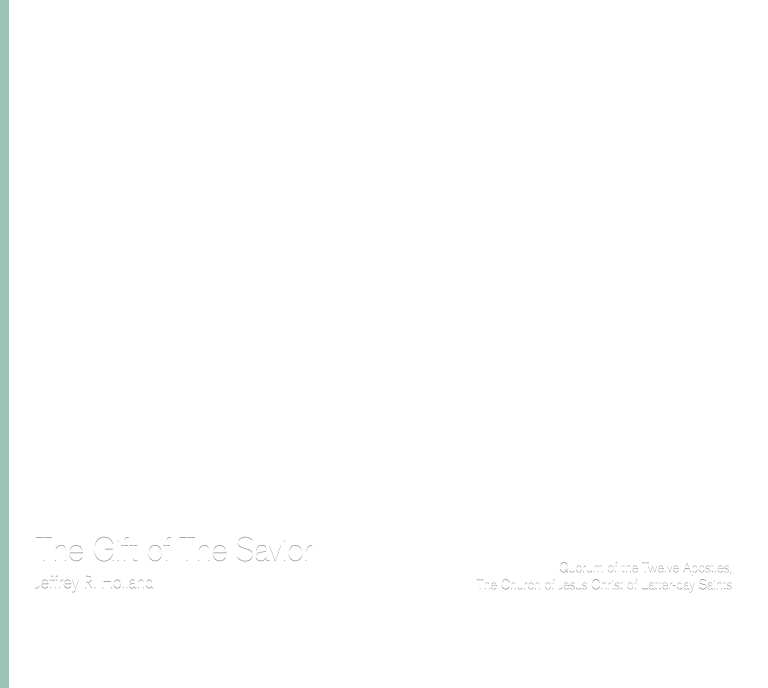 The Gift of The Savior
Jeffrey R. Holland
Quorum of the Twelve Apostles,
The Church of Jesus Christ of Latter-day Saints